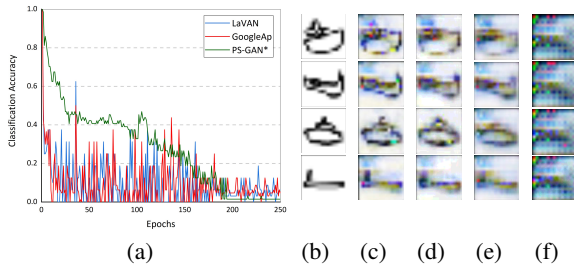 1.0
0.8
0.6
0.4
0.2
0.0
Classification Accuracy
LaVAN
GoogleAp
PS-GAN*
0 50 100 150 200 250
Epochs
(a) (b) (c) (d) (e) (f)